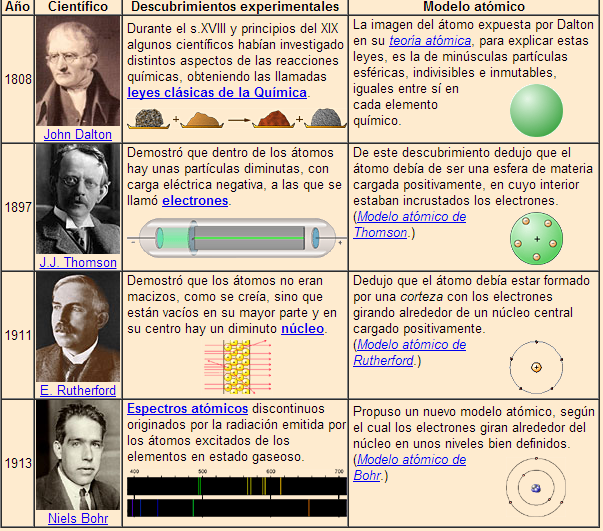 Año Científico Descubrimientos experimentales Modelo atómico
1808
John Dalton
Durante el s.XVIII y principios del XIX
algunos científicos habían investigado
distintos aspectos de las reacciones
químicas, obteniendo las llamadas
leyes clásicas de la Química.
+ +
La imagen del átomo expuesta por Dalton
en su teoría atómica, para explicar estas
leyes, es la de minúsculas partículas
esféricas, indivisibles e inmutables,
iguales entre sí en
cada elemento
químico.
1897
J.J. Thomson
Demostró que dentro de los átomos
hay unas partículas diminutas, con
carga eléctrica negativa, a las que se
llamó electrones.
− +
De este descubrimiento dedujo que el
átomo debía de ser una esfera de materia
cargada positivamente, en cuyo interior
estaban incrustados los electrones.
(Modelo atómico de
Thomson.)
+
1911
E. Rutherford
Demostró que los átomos no eran
macizos, como se creía, sino que
están vacíos en su mayor parte y en
su centro hay un diminuto núcleo.
Dedujo que el átomo debía estar formado
por una corteza con los electrones
girando alrededor de un núcleo central
cargado positivamente.
(Modelo atómico de
Rutherford.)
+
1913
Niels Bohr
Espectros atómicos discontinuos
originados por la radiación emitida por
los átomos excitados de los
elementos en estado gaseoso.
400 500 600 700
Propuso un nuevo modelo atómico, según
el cual los electrones giran alrededor del
núcleo en unos niveles bien definidos.
(Modelo atómico de
Bohr.)